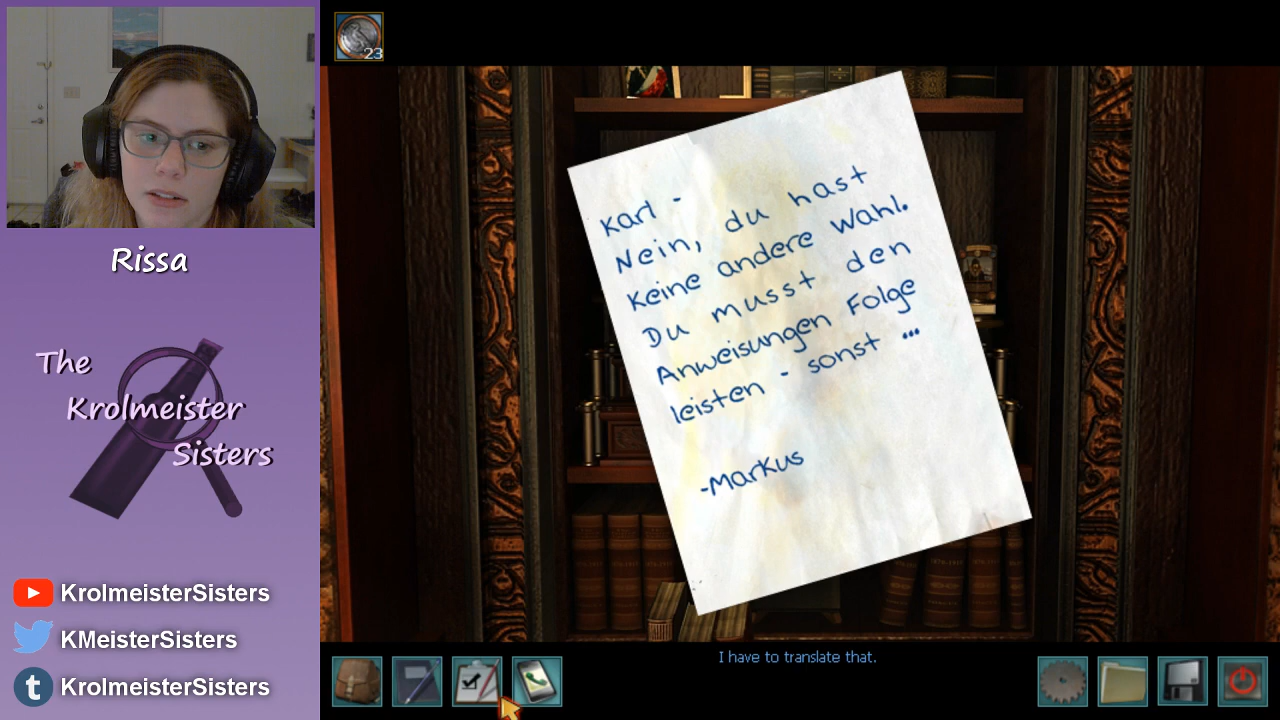 23
Karl -
Nein, du hast
Keine andere Wahl.
Du musst den
Anweisungen Folge
leisten - sonst ...
-Markus
I have to translate that.
Rissa
The
Krolmeister
Sisters
KrolmeisterSisters
KMeisterSisters
KrolmeisterSisters